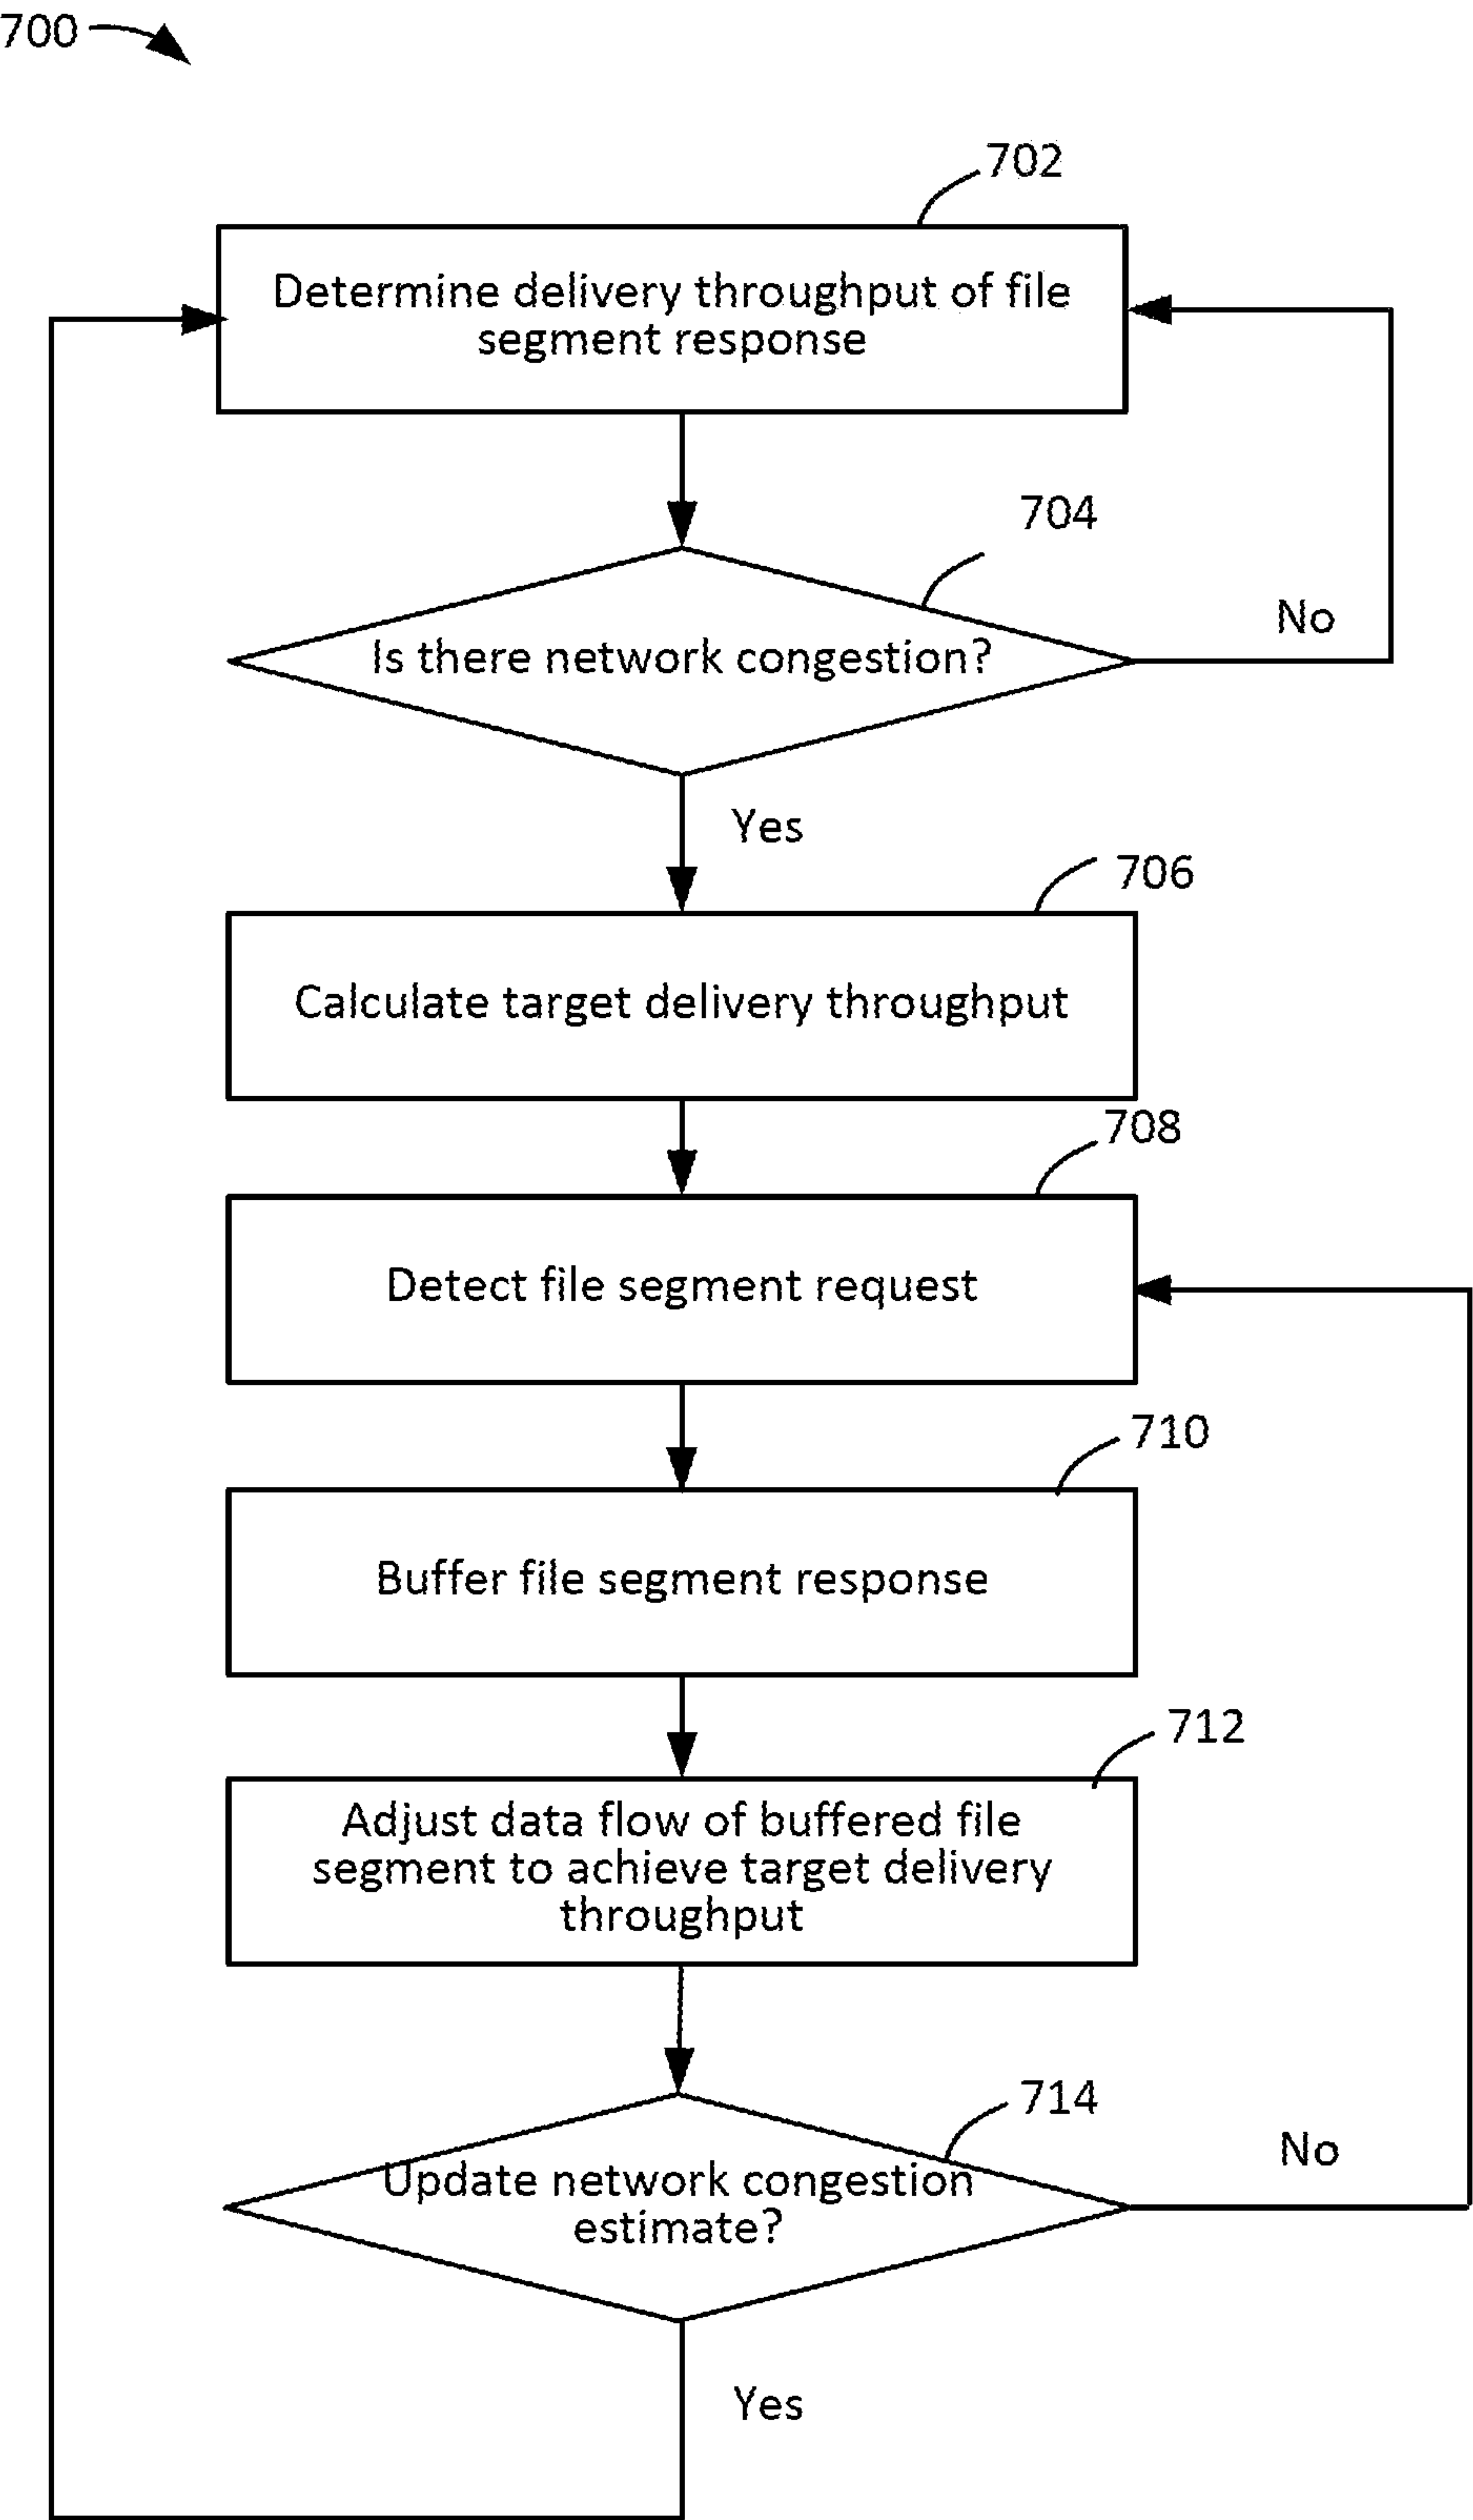 700
702
Determine delivery throughput of file
segment response
704
Is there network congestion?
No
Yes
706
Calculate target delivery throughput
708
Detect file segment request
710
Buffer file segment response
712
Adjust data flow of buffered file
segment to achieve target delivery
throughput
714
Update network congestion
estimate?
No
Yes